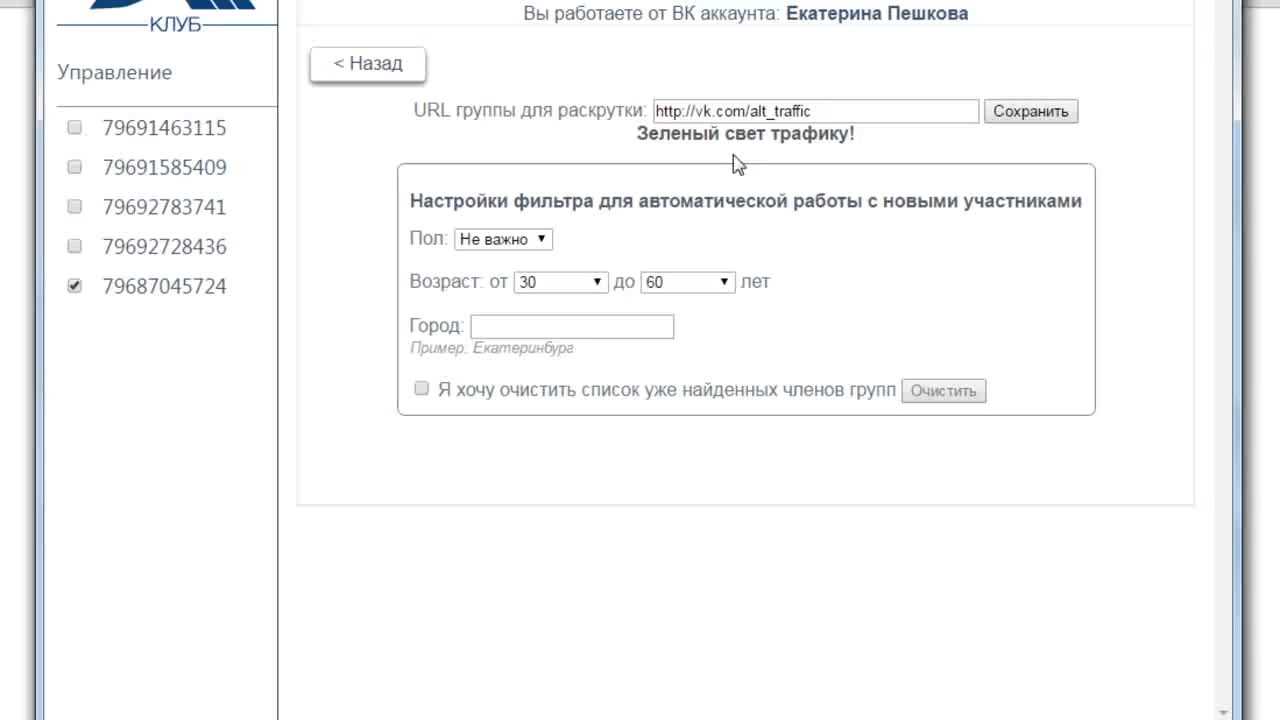 КЛУБ
Управление
79691463115
79691585409
79692783741
79692728436
79687045724
Вы работаете от ВК аккаунта: Екатерина Пешкова
< Назад
URL группы для раскрутки: http://vk.com/alt_traffic Сохранить
Зеленый свет трафику!
Настройки фильтра для автоматической работы с новыми участниками
Пол: Не важно
Возраст: от 30 до 60 лет
Город:
Пример. Екатеринбург
Я хочу очистить список уже найденных членов групп Очистить